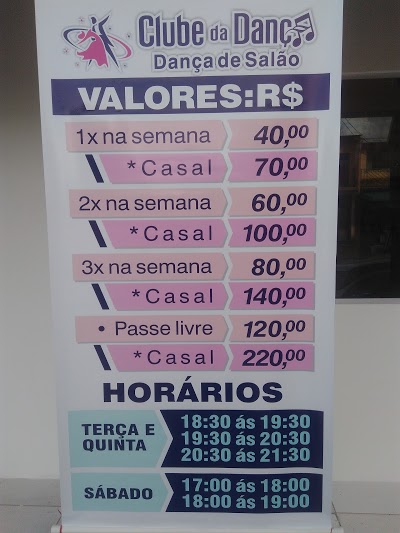 Clube da Dança
Dança de Salão
VALORES:R$
1x na semana 40,00
* Casal 70,00
2x na semana 60,00
* Casal 100,00
3x na semana 80,00
* Casal 140,00
• Passe livre 120,00
* Casal 220,00
HORÁRIOS
TERÇA E
QUINTA
18:30 ás 19:30
19:30 ás 20:30
20:30 ás 21:30
SÁBADO
17:00 ás 18:00
18:00 ás 19:00